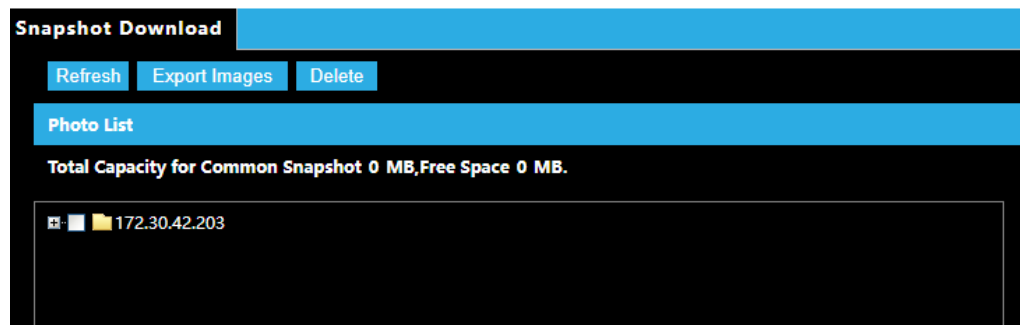 Snapshot Download
Refresh Export Images Delete
Photo List
Total Capacity for Common Snapshot 0 MB,Free Space 0 MB.
172.30.42.203